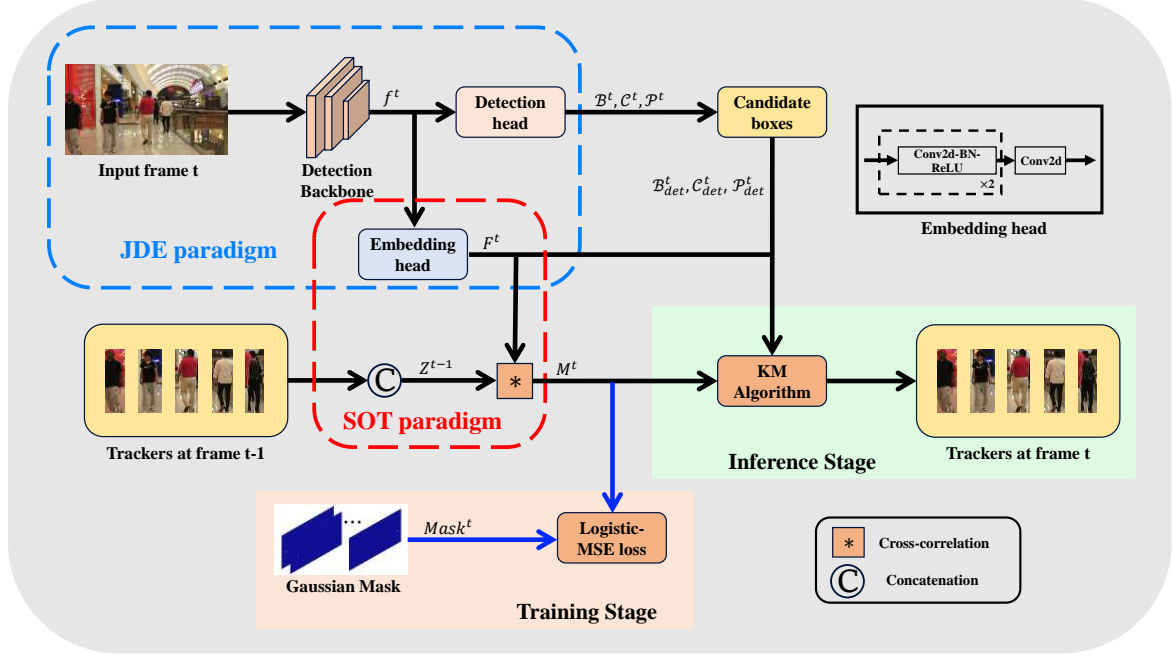 Input frame t
Detection
Backbone
f^t
Detection
head
ℬ^t, 𝒞^t, 𝒫^t
Candidate
boxes
ℬ^t_det, 𝒞^t_det, 𝒫^t_det
Conv2d-BN-
ReLU
×2
Conv2d
Embedding head
JDE paradigm
Embedding
head
F^t
Trackers at frame t-1
C
Z^{t-1}
*
M^t
SOT paradigm
KM
Algorithm
Inference Stage
Trackers at frame t
...
Gaussian Mask
Mask^t
Logistic-
MSE loss
Training Stage
* Cross-correlation
C Concatenation